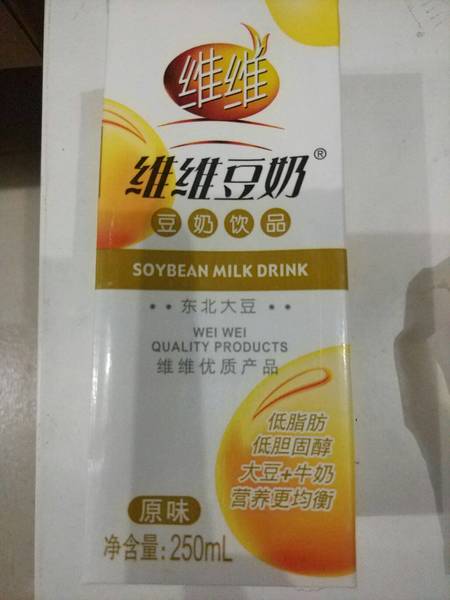 维维
维维豆奶®
豆奶饮品
SOYBEAN MILK DRINK
•• 东北大豆 ••
WEI WEI
QUALITY PRODUCTS
维维优质产品
低脂肪
低胆固醇
大豆+牛奶
营养更均衡
原味
净含量: 250mL